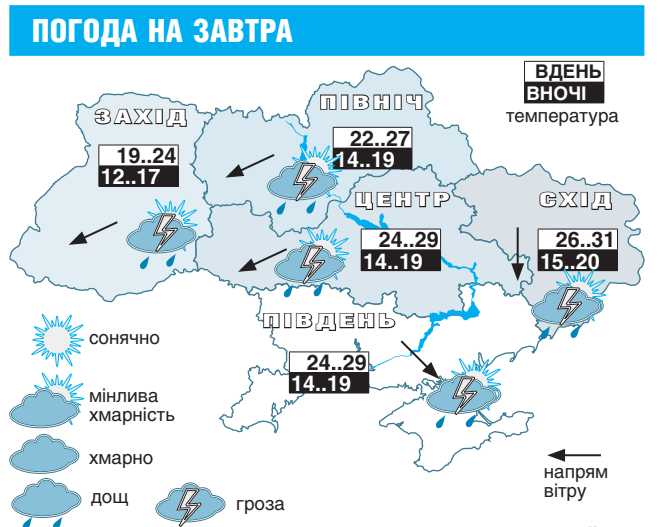 ПОГОДА НА ЗАВТРА
ВДЕНЬ
ВНОЧІ
температура
ЗАХІД
19..24
12..17
ПІВНІЧ
22..27
14..19
ЦЕНТР
24..29
14..19
СХІД
26..31
15..20
ПІВДЕНЬ
24..29
14..19
сонячно
мінлива
хмарність
хмарно
дощ
гроза
напрям
вітру